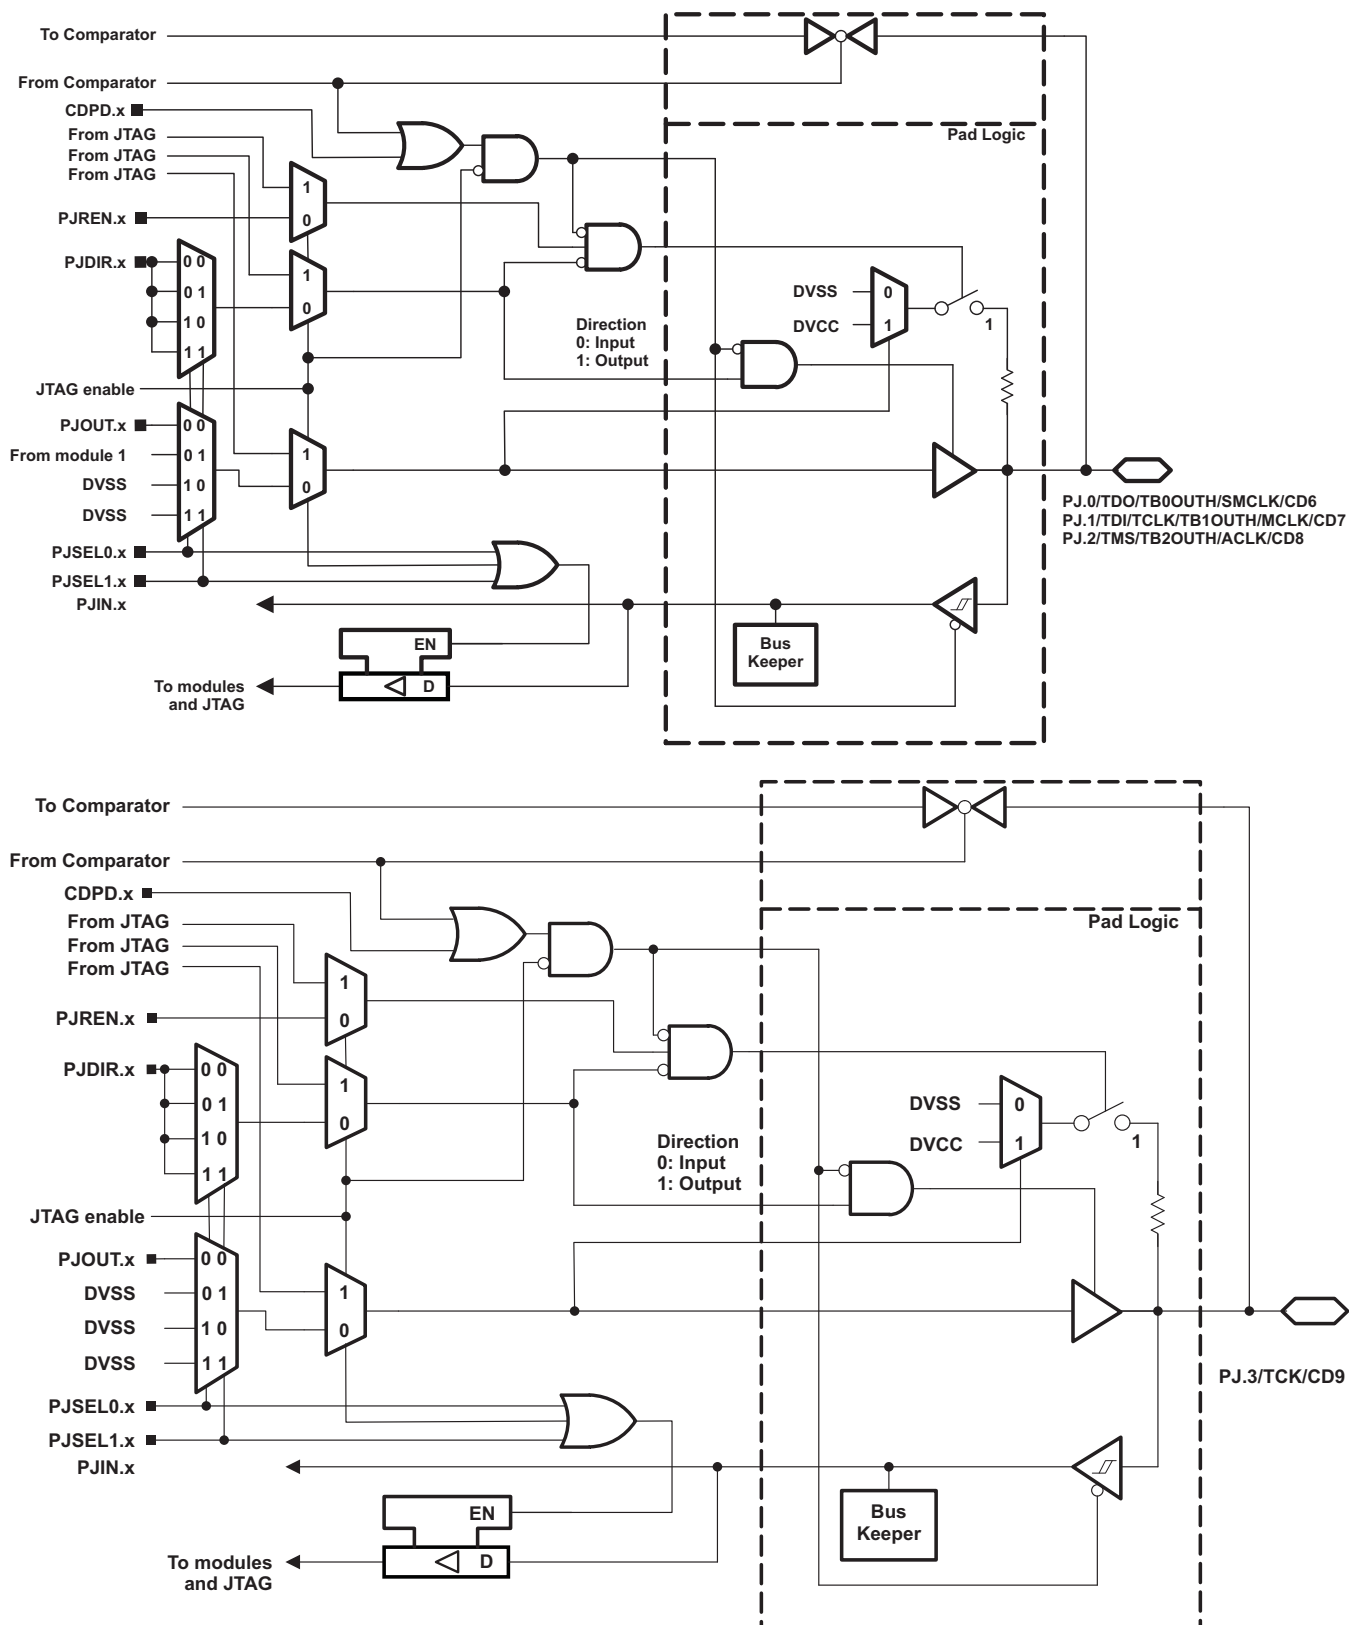 To Comparator
From Comparator
CDPD.x
Pad Logic
From JTAG
From JTAG
From JTAG
1
PJREN.x
0
PJDIR.x
0 0
1
0 1
0
DVSS
0
1 0
Direction
0: Input
1: Output
DVCC
1
1
1 1
JTAG enable
PJOUT.x
0 0
From module 1
0 1
1
DVSS
1 0
0
DVSS
1 1
PJ.0/TDO/TB0OUTH/SMCLK/CD6
PJ.1/TDI/TCLK/TB1OUTH/MCLK/CD7
PJ.2/TMS/TB2OUTH/ACLK/CD8
PJSEL0.x
PJSEL1.x
PJIN.x
EN
Bus
Keeper
To modules
and JTAG
D
To Comparator
From Comparator
CDPD.x
Pad Logic
From JTAG
From JTAG
From JTAG
1
PJREN.x
0
PJDIR.x
0 0
1
0 1
0
DVSS
0
1 0
Direction
0: Input
1: Output
DVCC
1
1
1 1
JTAG enable
PJOUT.x
0 0
DVSS
0 1
1
DVSS
1 0
0
DVSS
1 1
PJ.3/TCK/CD9
PJSEL0.x
PJSEL1.x
PJIN.x
EN
Bus
Keeper
To modules
and JTAG
D